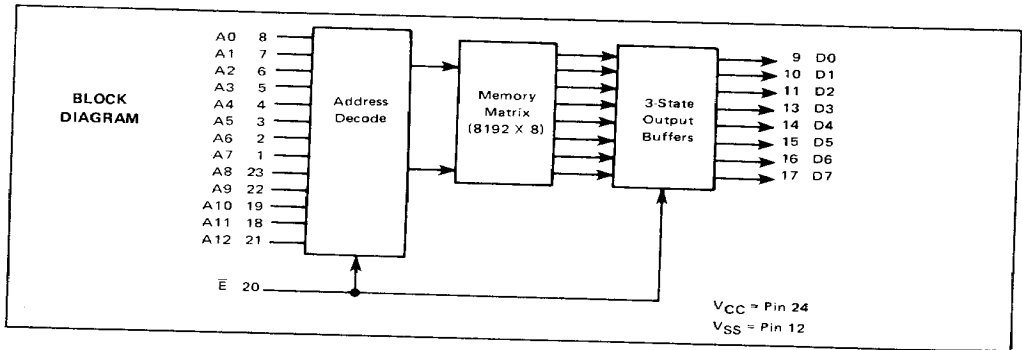 BLOCK
DIAGRAM
A0 8
A1 7
A2 6
A3 5
A4 4
A5 3
A6 2
A7 1
A8 23
A9 22
A10 19
A11 18
A12 21
E̅ 20
Address
Decode
Memory
Matrix
(8192 X 8)
3-State
Output
Buffers
9 D0
10 D1
11 D2
13 D3
14 D4
15 D5
16 D6
17 D7
VCC = Pin 24
VSS = Pin 12